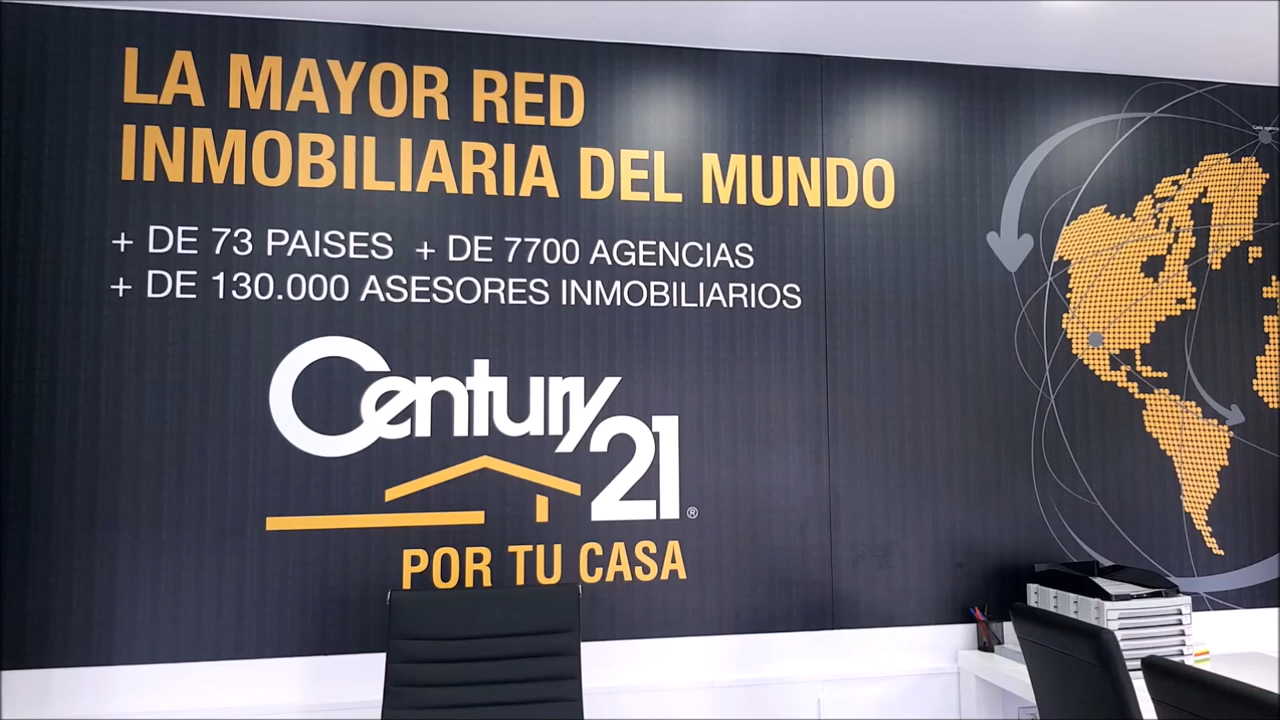 LA MAYOR RED
INMOBILIARIA DEL MUNDO
+ DE 73 PAISES + DE 7700 AGENCIAS
+ DE 130.000 ASESORES INMOBILIARIOS
Century
21®
POR TU CASA